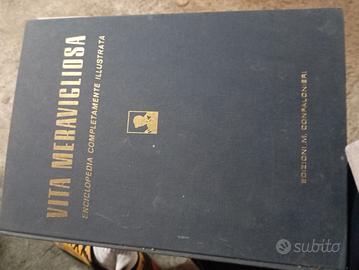 VITA MERAVIGLIOSA
ENCICLOPEDIA COMPLETAMENTE ILLUSTRATA
EDIZIONI M. CONFALONIERI
subito